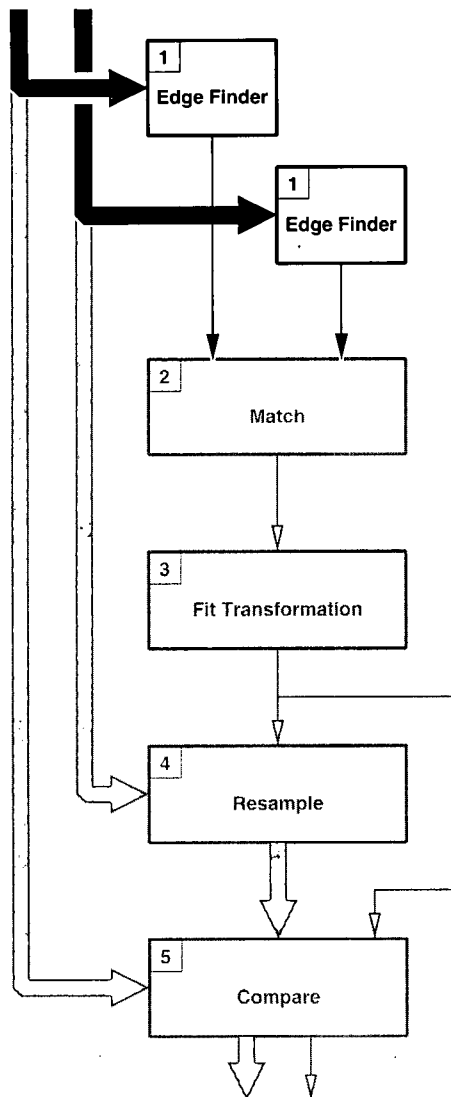 1
Edge Finder
1
Edge Finder
2
Match
3
Fit Transformation
4
Resample
5
Compare